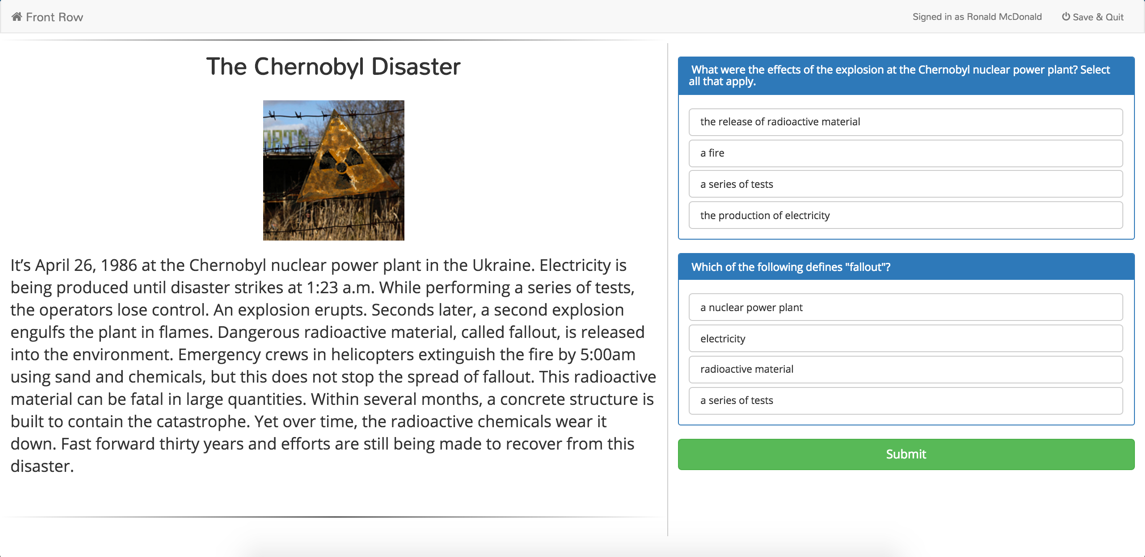 Front Row
Signed in as Ronald McDonald
Save & Quit
The Chernobyl Disaster
It’s April 26, 1986 at the Chernobyl nuclear power plant in the Ukraine. Electricity is
being produced until disaster strikes at 1:23 a.m. While performing a series of tests,
the operators lose control. An explosion erupts. Seconds later, a second explosion
engulfs the plant in flames. Dangerous radioactive material, called fallout, is released
into the environment. Emergency crews in helicopters extinguish the fire by 5:00am
using sand and chemicals, but this does not stop the spread of fallout. This radioactive
material can be fatal in large quantities. Within several months, a concrete structure is
built to contain the catastrophe. Yet over time, the radioactive chemicals wear it
down. Fast forward thirty years and efforts are still being made to recover from this
disaster.
What were the effects of the explosion at the Chernobyl nuclear power plant? Select
all that apply.
the release of radioactive material
a fire
a series of tests
the production of electricity
Which of the following defines "fallout"?
a nuclear power plant
electricity
radioactive material
a series of tests
Submit